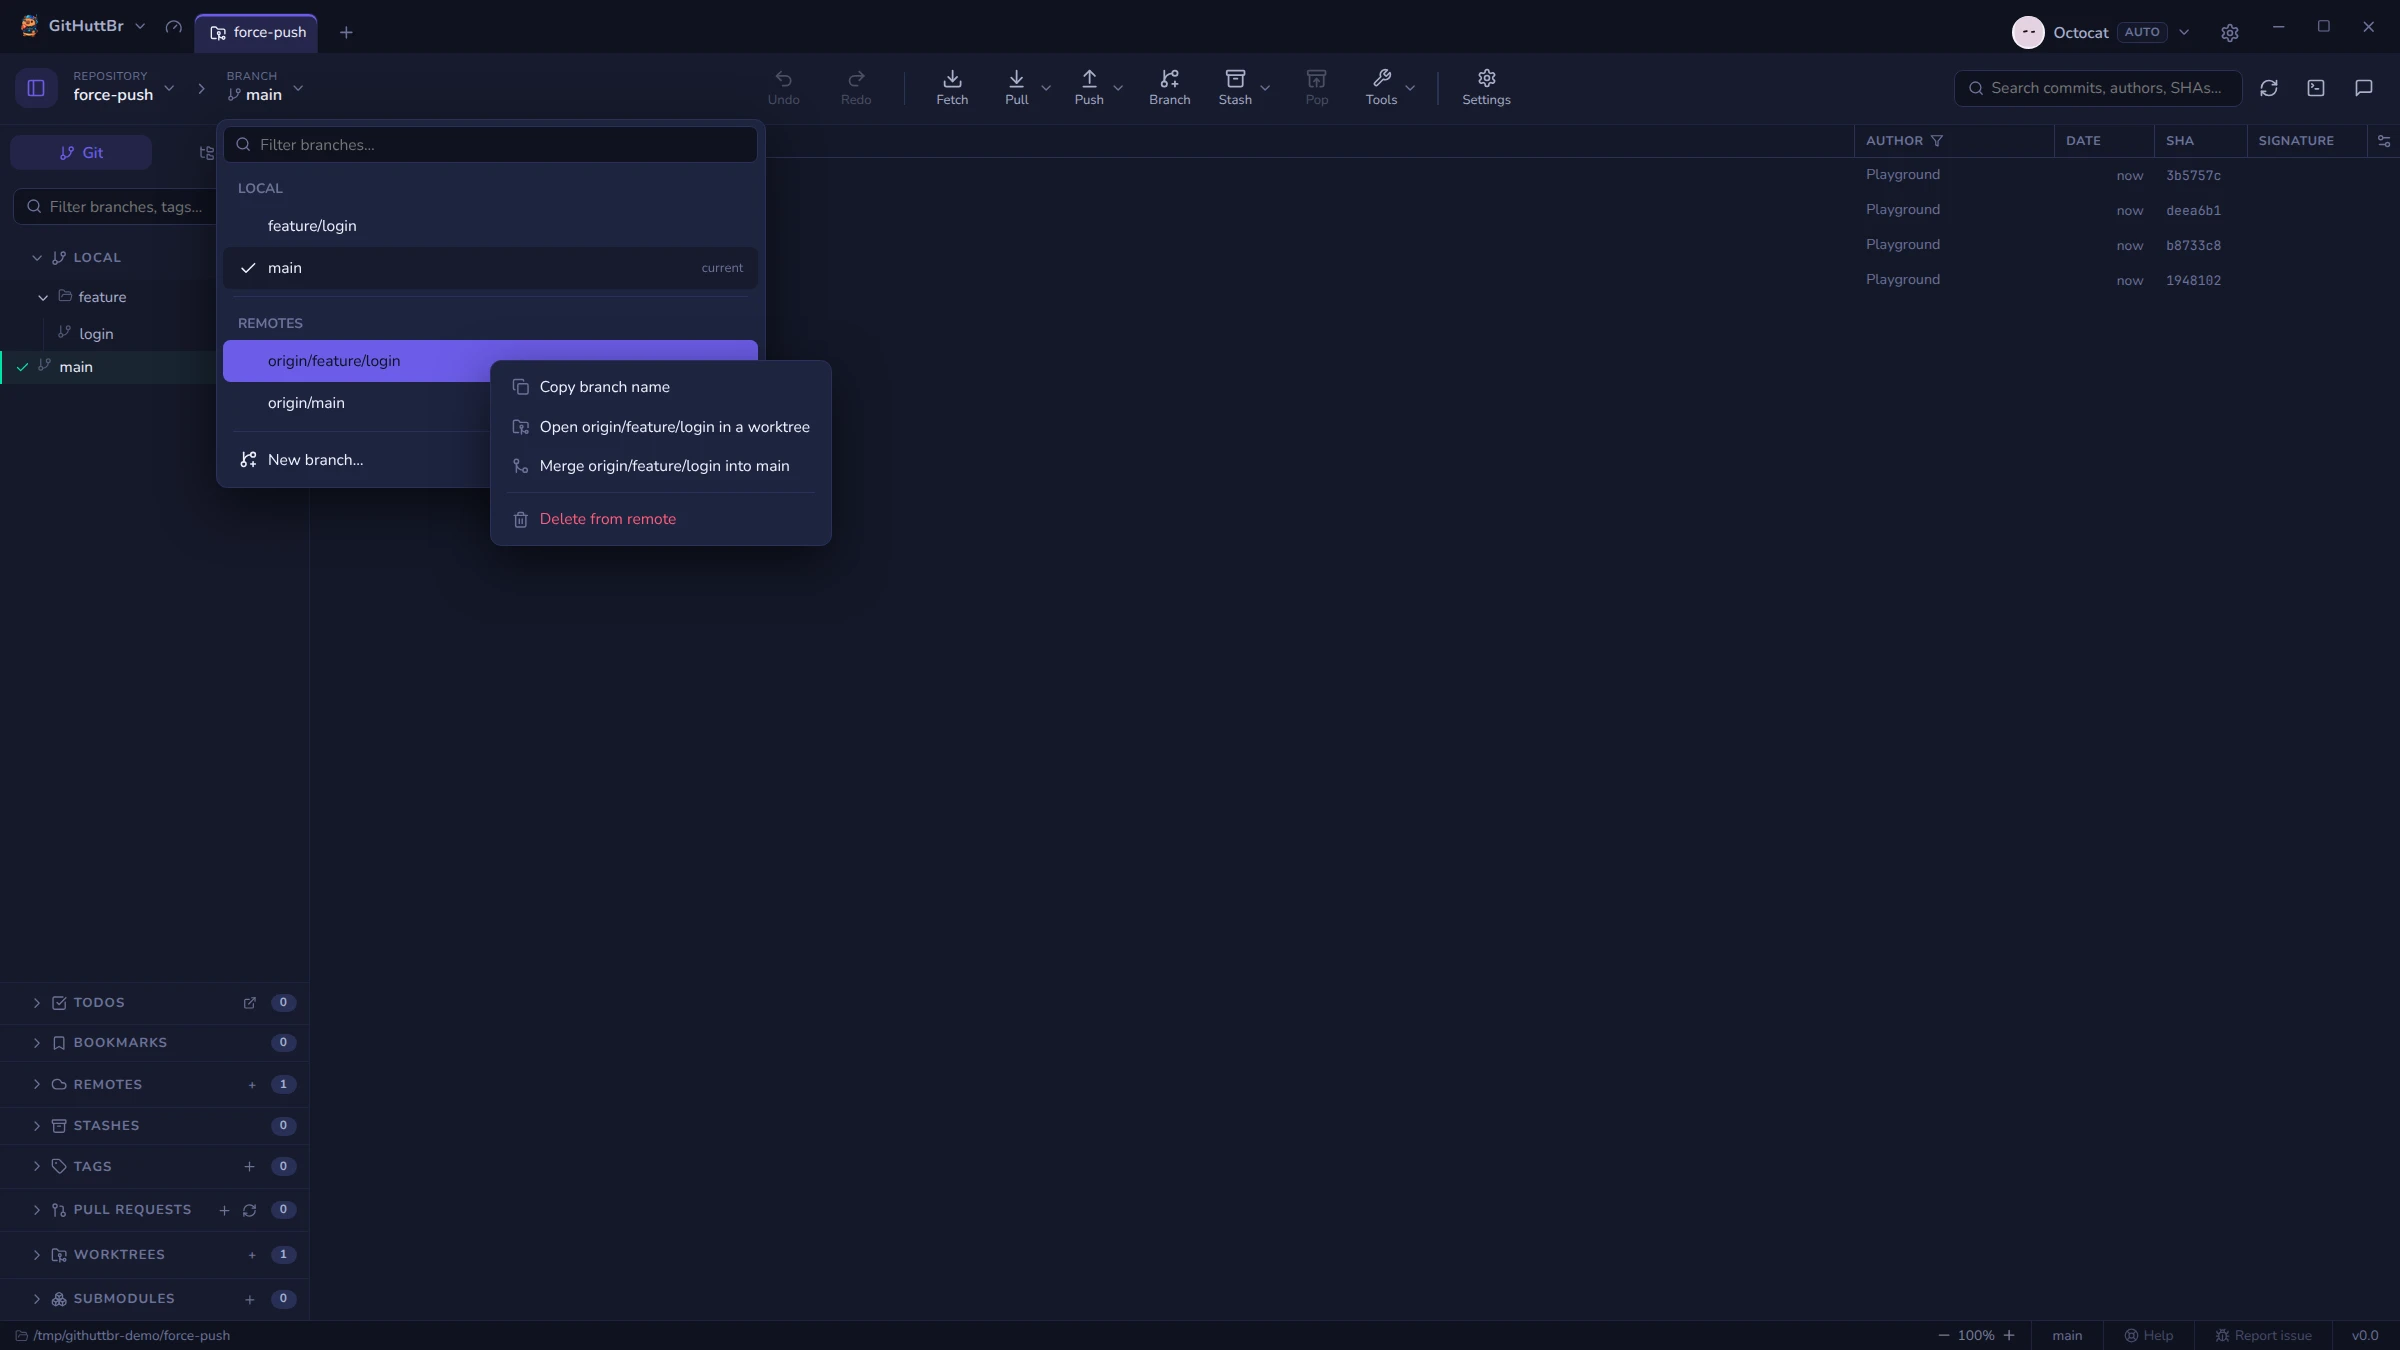 GitHuttBr
force-push
Octocat AUTO
REPOSITORY
force-push
BRANCH
main
Undo
Redo
Fetch
Pull
Push
Branch
Stash
Pop
Tools
Settings
Search commits, authors, SHAs...
Git
Filter branches, tags...
LOCAL
feature
login
main
Filter branches...
LOCAL
feature/login
main current
REMOTES
origin/feature/login
origin/main
New branch...
Copy branch name
Open origin/feature/login in a worktree
Merge origin/feature/login into main
Delete from remote
AUTHOR DATE SHA SIGNATURE
Playground now 3b5757c
Playground now deea6b1
Playground now b8733c8
Playground now 1948102
TODOS 0
BOOKMARKS 0
REMOTES 1
STASHES 0
TAGS 0
PULL REQUESTS 0
WORKTREES 1
SUBMODULES 0
/tmp/githuttbr-demo/force-push
100% main Help Report issue v0.0